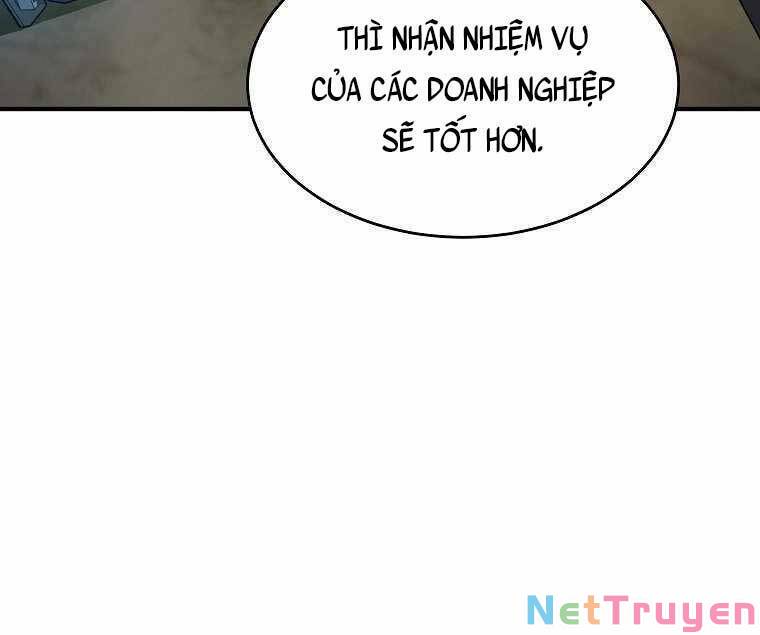 THÌ NHẬN NHIỆM VỤ
CỦA CÁC DOANH NGHIỆP
SẼ TỐT HƠN.
NetTruyen